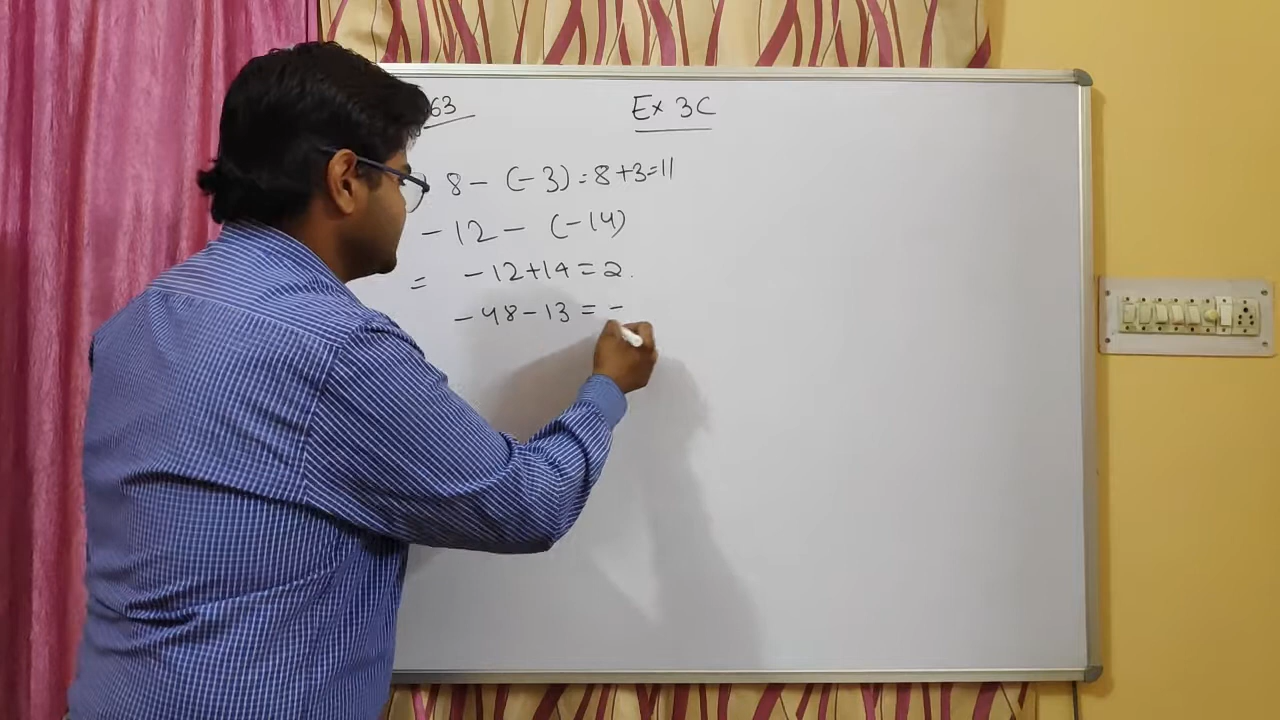 63
Ex 3C
8 - (-3) = 8+3=11
-12 - (-14)
= -12+14 = 2.
-48-13 = -